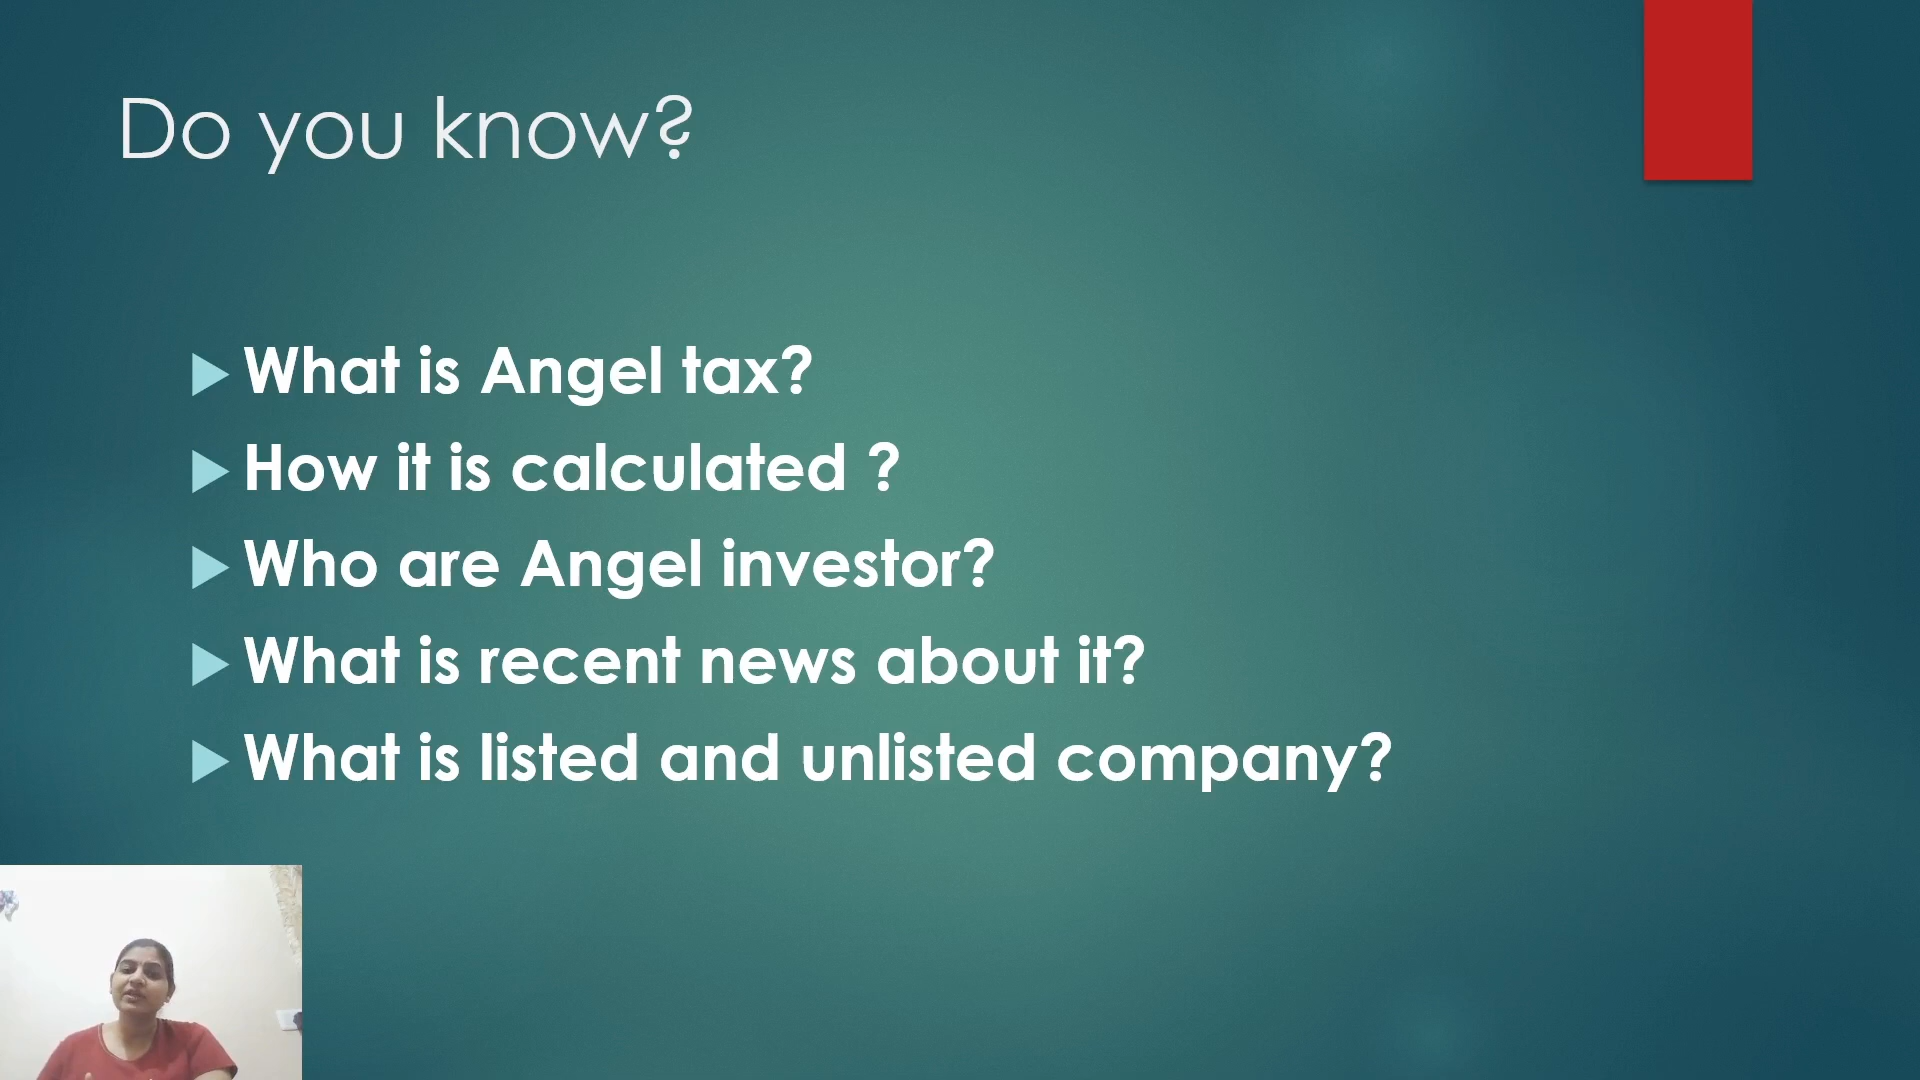 Do you know?
What is Angel tax?
How it is calculated ?
Who are Angel investor?
What is recent news about it?
What is listed and unlisted company?